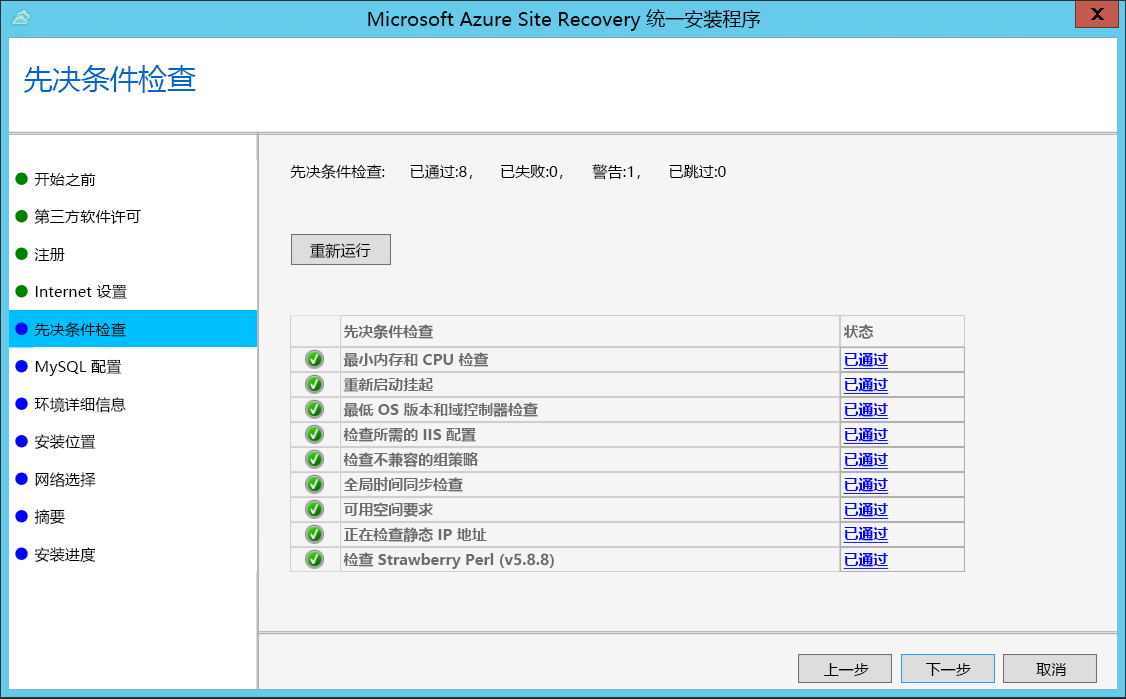 Microsoft Azure Site Recovery 统一安装程序
X
先决条件检查
开始之前
第三方软件许可
注册
Internet 设置
先决条件检查
MySQL 配置
环境详细信息
安装位置
网络选择
摘要
安装进度
先决条件检查: 已通过:8, 已失败:0, 警告:1, 已跳过:0
重新运行
先决条件检查 状态
最小内存和 CPU 检查 已通过
重新启动挂起 已通过
最低 OS 版本和域控制器检查 已通过
检查所需的 IIS 配置 已通过
检查不兼容的组策略 已通过
全局时间同步检查 已通过
可用空间要求 已通过
正在检查静态 IP 地址 已通过
检查 Strawberry Perl (v5.8.8) 已通过
上一步 下一步 取消